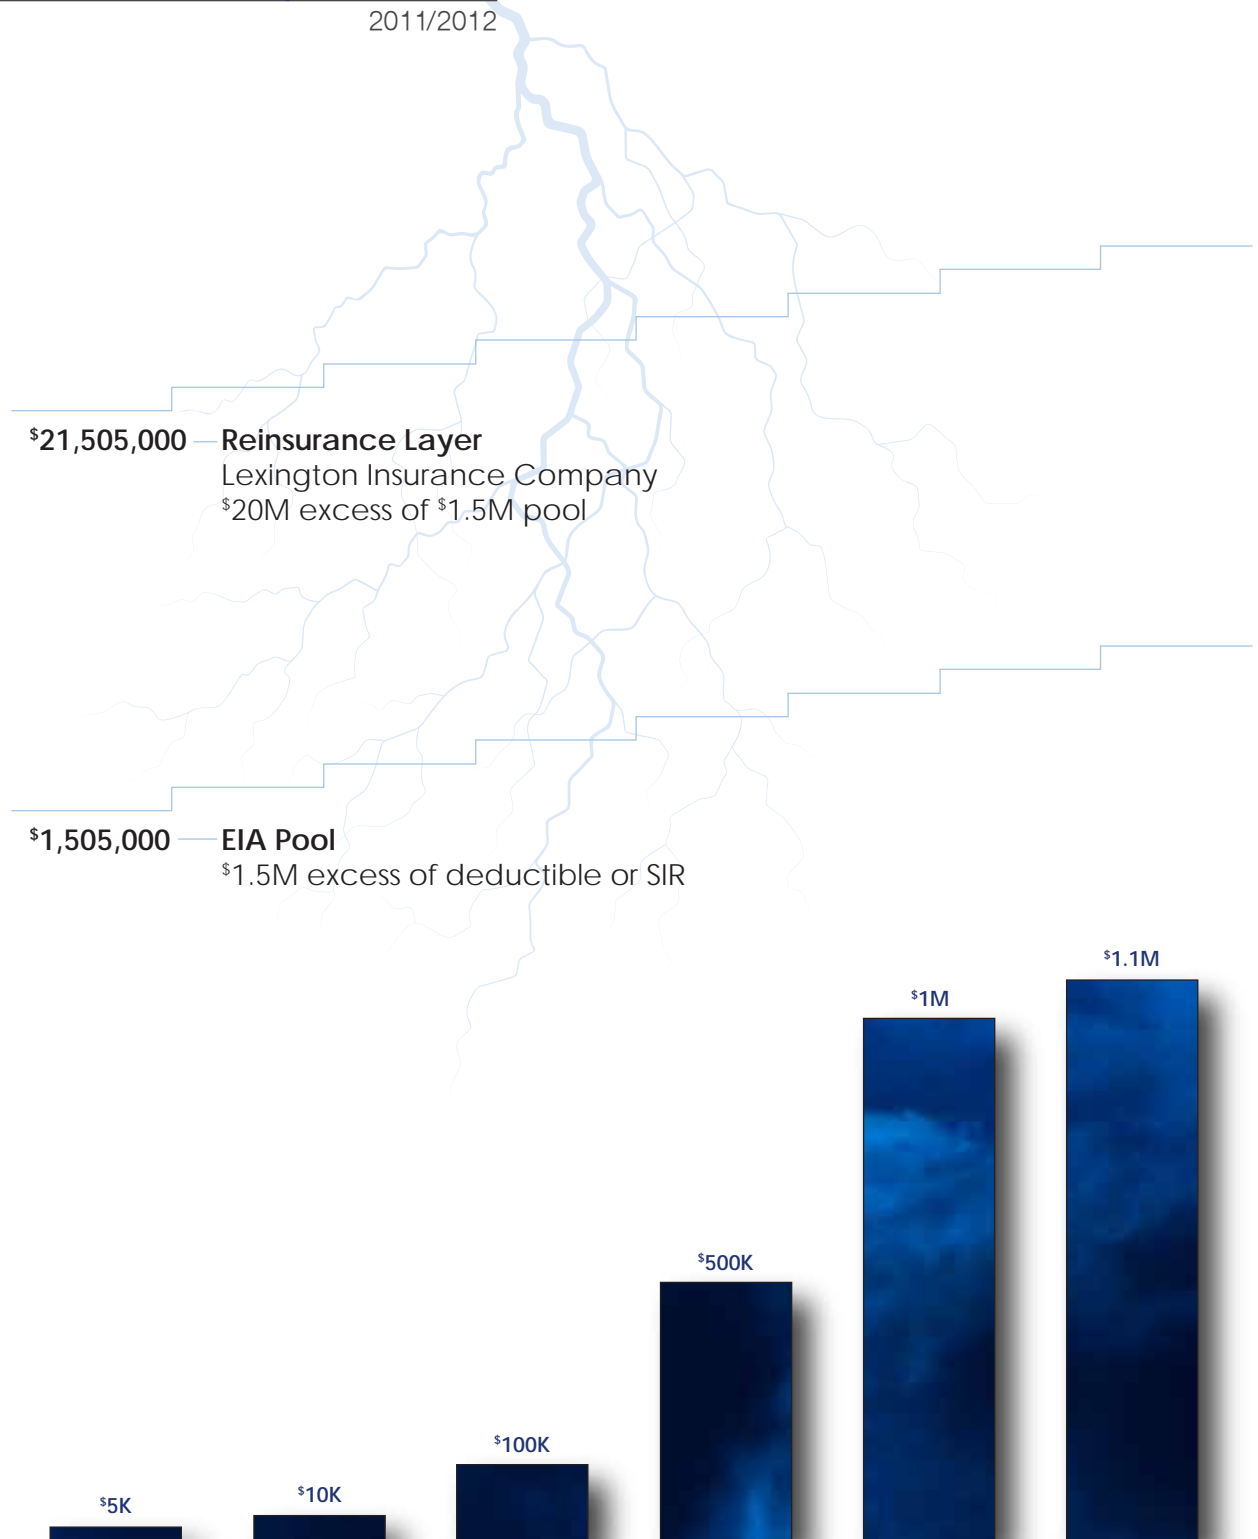 2011/2012
$21,505,000 Reinsurance Layer
Lexington Insurance Company
$20M excess of $1.5M pool
$1,505,000 EIA Pool
$1.5M excess of deductible or SIR
$1.1M
$1M
$500K
$100K
$10K
$5K